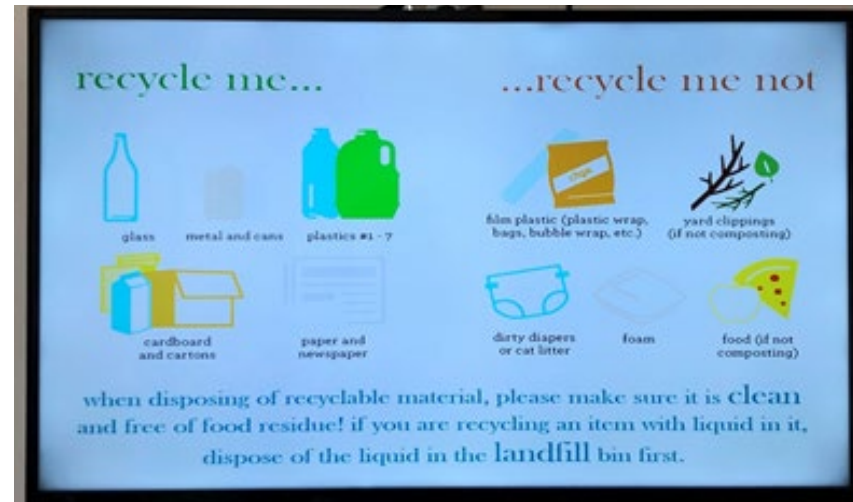 recycle me...
...recycle me not
glass
metal and cans
plastics #1 - 7
chips
film plastic (plastic wrap,
bags, bubble wrap, etc.)
yard clippings
(if not composting)
cardboard
and cartons
paper and
newspaper
dirty diapers
or cat litter
foam
food (if not
composting)
when disposing of recyclable material, please make sure it is clean
and free of food residue! if you are recycling an item with liquid in it,
dispose of the liquid in the landfill bin first.